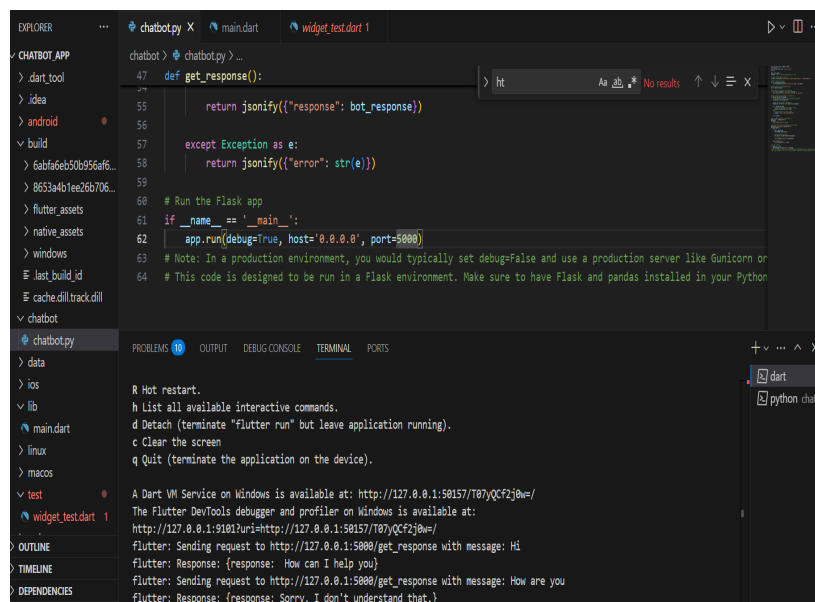 EXPLORER ···
chatbot.py X
main.dart
widget_test.dart 1
CHATBOT_APP
.dart_tool
.idea
android
build
6abfa6eb50b956af6...
8653a4b1ee26b706...
flutter_assets
native_assets
windows
.last_build_id
cache.dill.track.dill
chatbot
chatbot.py
data
ios
lib
main.dart
linux
macos
test
widget_test.dart 1
OUTLINE
TIMELINE
DEPENDENCIES
chatbot > chatbot.py > ...
47 def get_response():
ht Aa ab .* No results
54
55 return jsonify({"response": bot_response})
56
57 except Exception as e:
58 return jsonify({"error": str(e)})
59
60 # Run the Flask app
61 if __name__ == '__main__':
62 app.run(debug=True, host='0.0.0.0', port=5000)
63 # Note: In a production environment, you would typically set debug=False and use a production server like Gunicorn or
64 # This code is designed to be run in a Flask environment. Make sure to have Flask and pandas installed in your Python
PROBLEMS 10 OUTPUT DEBUG CONSOLE TERMINAL PORTS
R Hot restart.
h List all available interactive commands.
d Detach (terminate "flutter run" but leave application running).
c Clear the screen
q Quit (terminate the application on the device).
A Dart VM Service on Windows is available at: http://127.0.0.1:50157/T07yQCf2j0w=/
The Flutter DevTools debugger and profiler on Windows is available at:
http://127.0.0.1:9101?uri=http://127.0.0.1:50157/T07yQCf2j0w=/
flutter: Sending request to http://127.0.0.1:5000/get_response with message: Hi
flutter: Response: {response:  How can I help you}
flutter: Sending request to http://127.0.0.1:5000/get_response with message: How are you
flutter: Response: {response: Sorry, I don't understand that.}
dart
python chat